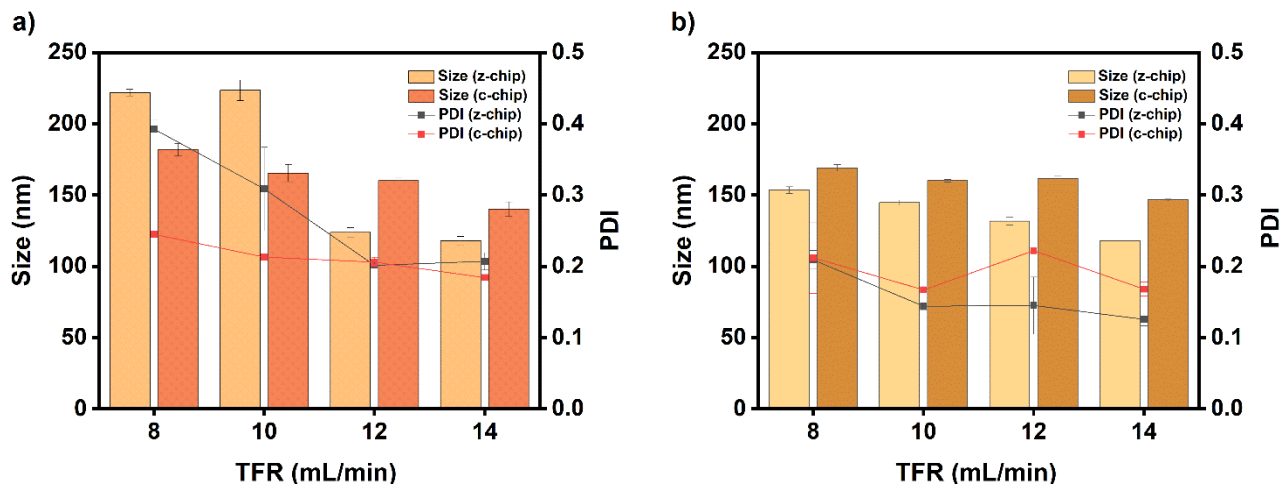 a)
250
200
150
100
50
0
Size (nm)
0.5
0.4
0.3
0.2
0.1
0.0
PDI
Size (z-chip)
Size (c-chip)
PDI (z-chip)
PDI (c-chip)
8 10 12 14
TFR (mL/min)
b)
250
200
150
100
50
0
Size (nm)
0.5
0.4
0.3
0.2
0.1
0.0
PDI
Size (z-chip)
Size (c-chip)
PDI (z-chip)
PDI (c-chip)
8 10 12 14
TFR (mL/min)